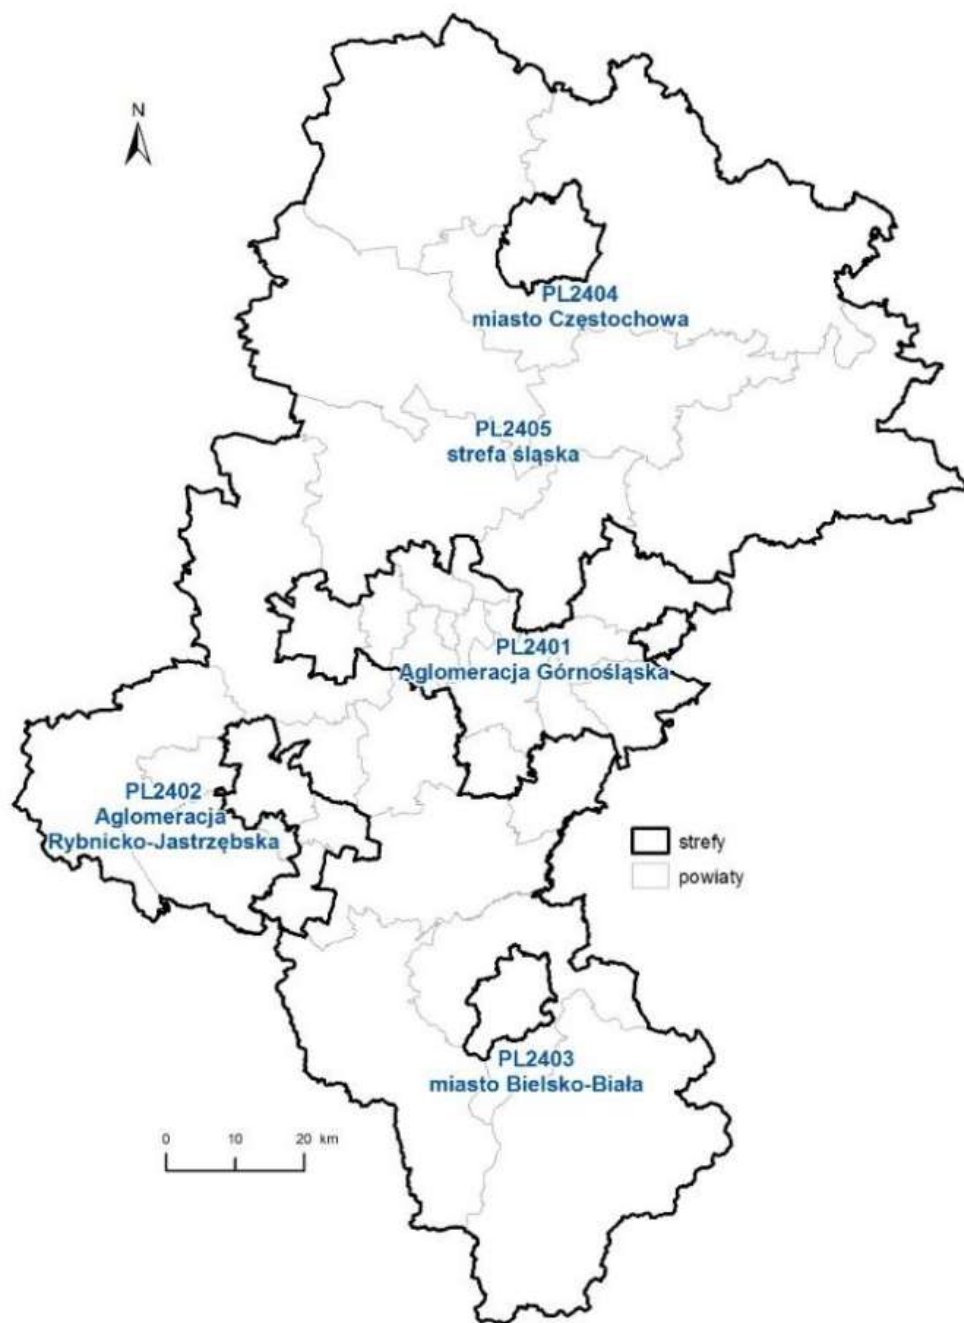 N
PL2404
miasto Częstochowa
PL2405
strefa śląska
PL2401
Aglomeracja Górnośląska
PL2402
Aglomeracja
Rybnicko-Jastrzębska
strefy
powiaty
PL2403
miasto Bielsko-Biała
0 10 20 km